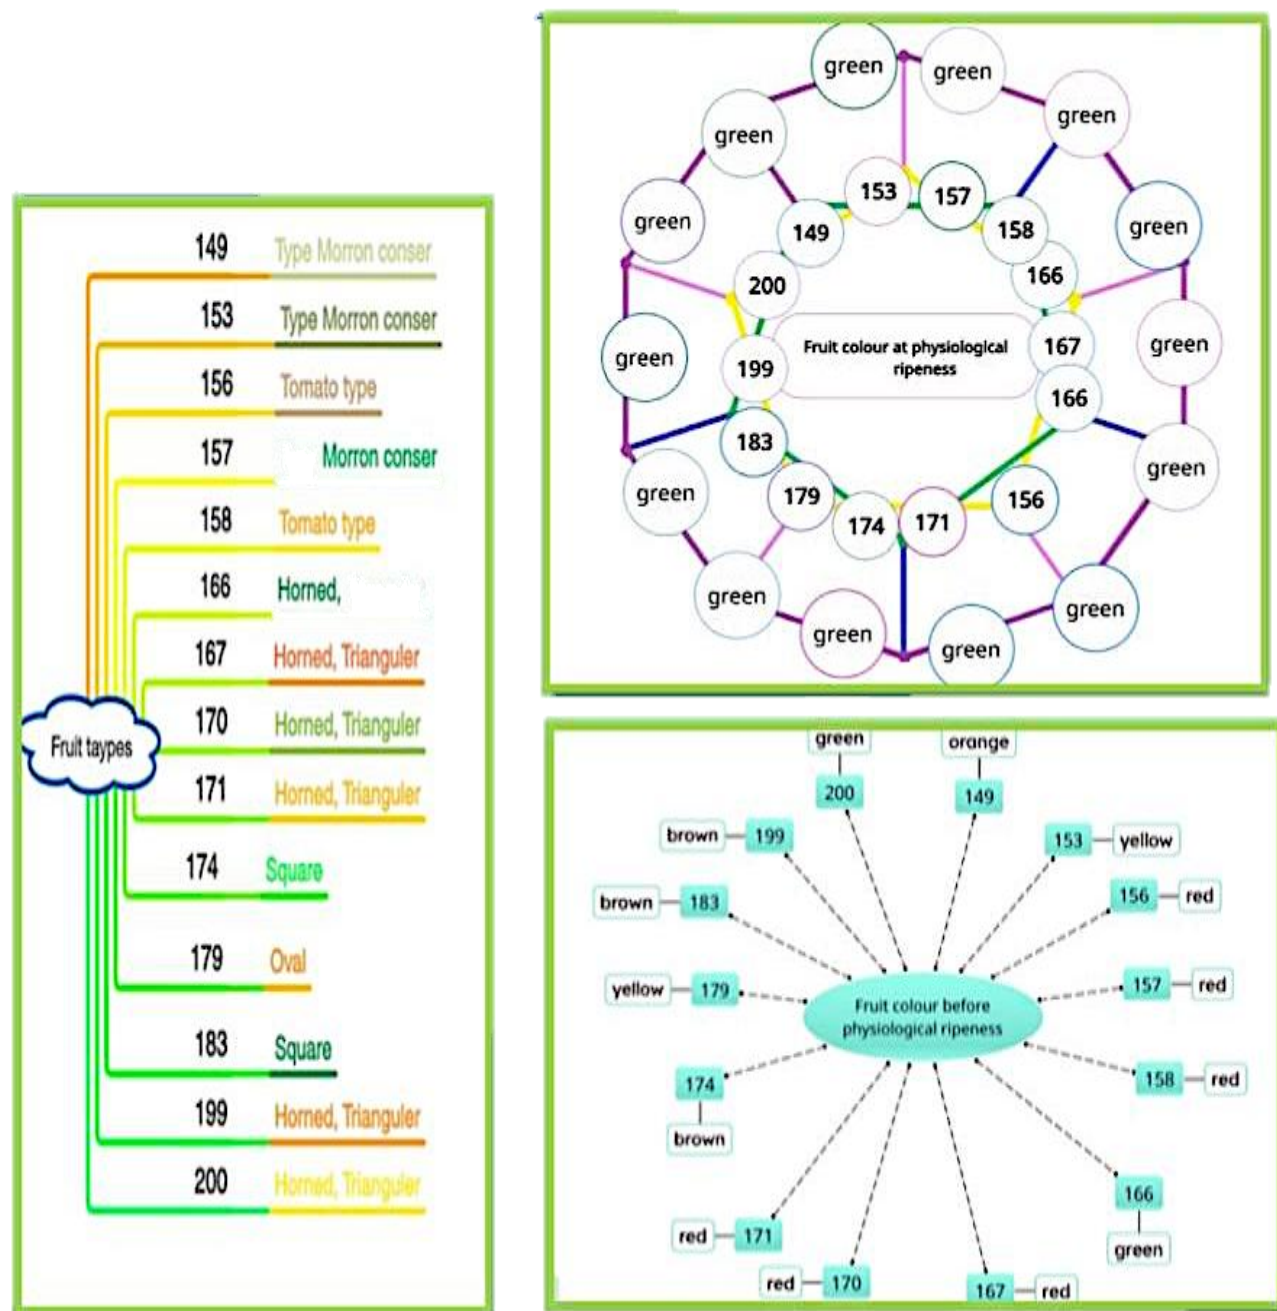 149 Type Morron conser
153 Type Morron conser
156 Tomato type
157 Morron conser
158 Tomato type
166 Horned,
167 Horned, Trianguler
170 Horned, Trianguler
Fruit taypes
171 Horned, Trianguler
174 Square
179 Oval
183 Square
199 Horned, Trianguler
200 Horned, Trianguler
green
green
green
green
green
green
green
green
green
green
green
green
green
green
153
157
149
158
200
166
Fruit colour at physiological
ripeness
167
199
166
183
179
156
174
171
green
200
orange
149
brown 199
153 yellow
brown 183
156 red
yellow 179
157 red
Fruit colour before
physiological ripeness
174
brown
158 red
166
green
red 171
red 170
167 red